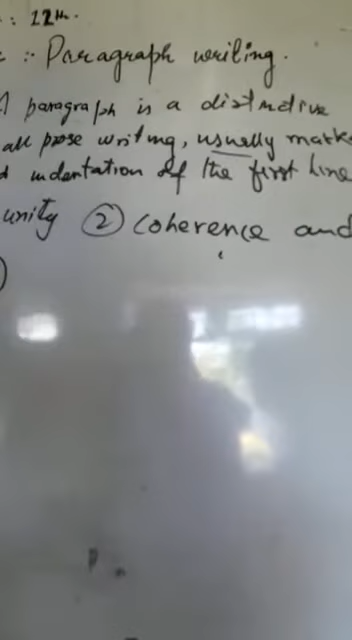 : 12th.
:- Paragraph writing.
A paragraph is a distinctive
all prose writing, usually mark
indentation of the first line
unity ② coherence and